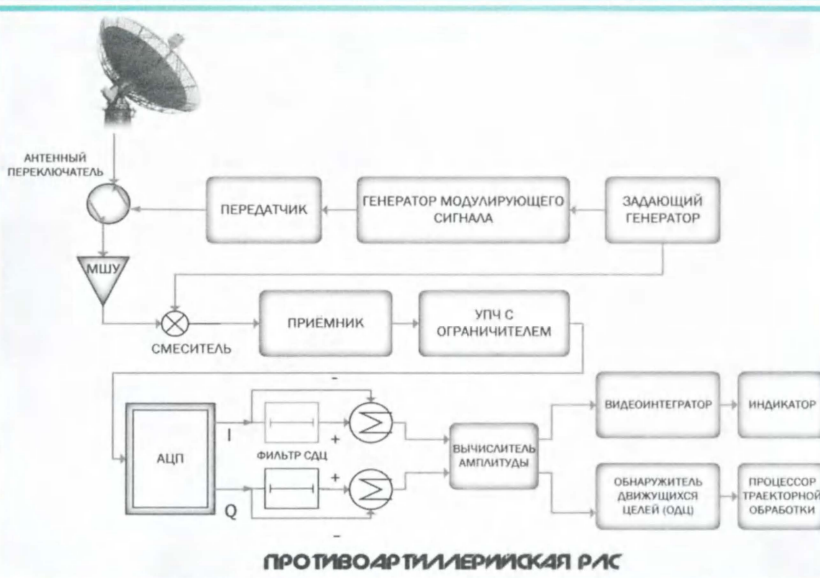 АНТЕННЫЙ
ПЕРЕКЛЮЧАТЕЛЬ
ПЕРЕДАТЧИК
ГЕНЕРАТОР МОДУЛИРУЮЩЕГО
СИГНАЛА
ЗАДАЮЩИЙ
ГЕНЕРАТОР
МШУ
СМЕСИТЕЛЬ
ПРИЁМНИК
УПЧ С
ОГРАНИЧИТЕЛЕМ
АЦП
I
Q
-
+
ФИЛЬТР СДЦ
+
-
ВЫЧИСЛИТЕЛЬ
АМПЛИТУДЫ
ВИДЕОИНТЕГРАТОР
ИНДИКАТОР
ОБНАРУЖИТЕЛЬ
ДВИЖУЩИХСЯ
ЦЕЛЕЙ (ОДЦ)
ПРОЦЕССОР
ТРАЕКТОРНОЙ
ОБРАБОТКИ
ПРОТИВОАРТИЛЛЕРИЙСКАЯ РЛС